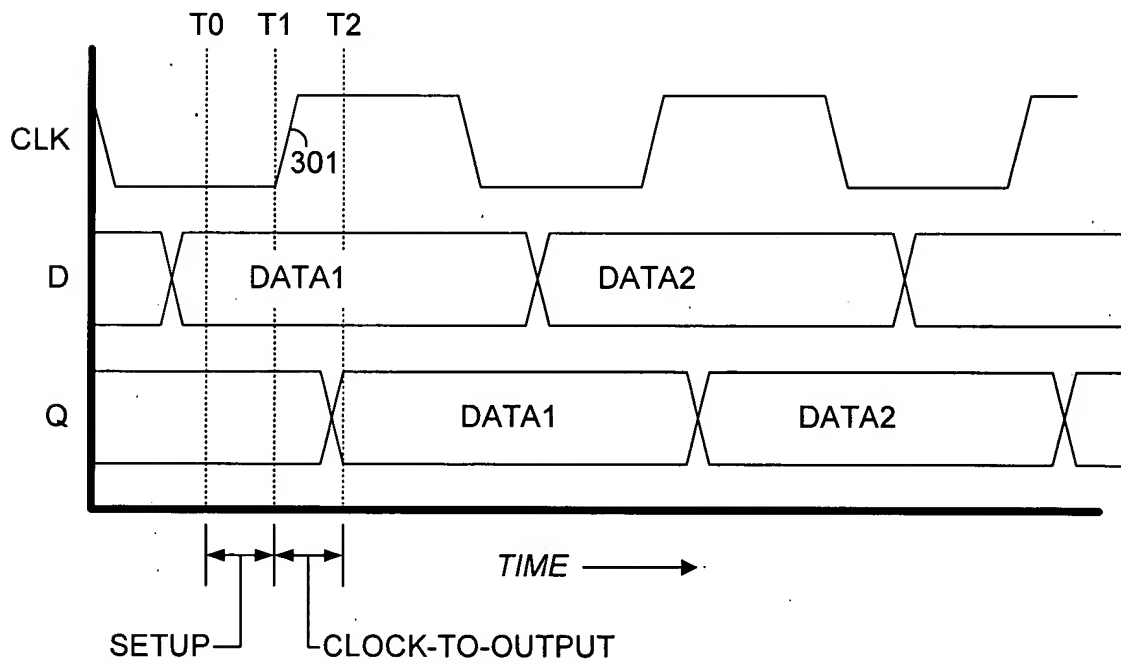 T0 T1 T2
CLK
301
D DATA1 DATA2
Q DATA1 DATA2
TIME
SETUP CLOCK-TO-OUTPUT